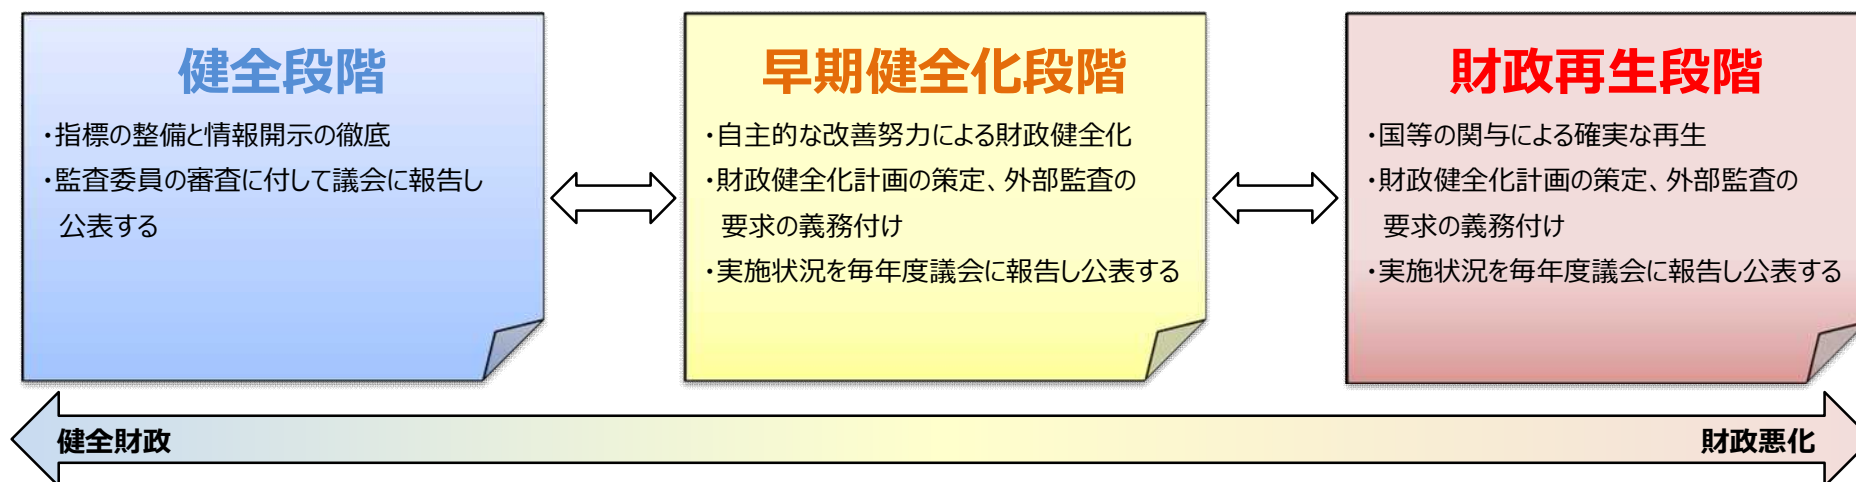 健全段階
・指標の整備と情報開示の徹底
・監査委員の審査に付して議会に報告し
公表する
早期健全化段階
・自主的な改善努力による財政健全化
・財政健全化計画の策定、外部監査の
要求の義務付け
・実施状況を毎年度議会に報告し公表する
財政再生段階
・国等の関与による確実な再生
・財政健全化計画の策定、外部監査の
要求の義務付け
・実施状況を毎年度議会に報告し公表する
健全財政
財政悪化